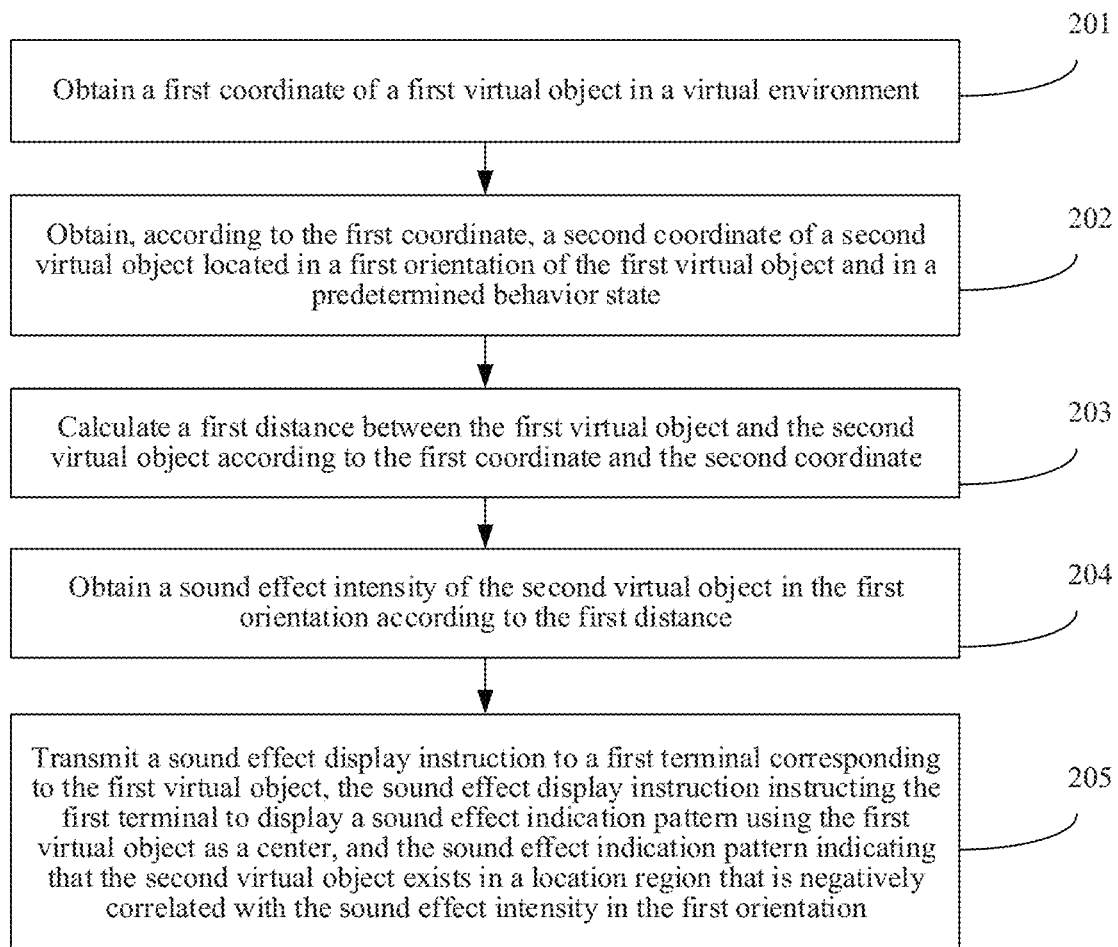 201
Obtain a first coordinate of a first virtual object in a virtual environment
202
Obtain, according to the first coordinate, a second coordinate of a second
virtual object located in a first orientation of the first virtual object and in a
predetermined behavior state
203
Calculate a first distance between the first virtual object and the second
virtual object according to the first coordinate and the second coordinate
204
Obtain a sound effect intensity of the second virtual object in the first
orientation according to the first distance
205
Transmit a sound effect display instruction to a first terminal corresponding
to the first virtual object, the sound effect display instruction instructing the
first terminal to display a sound effect indication pattern using the first
virtual object as a center, and the sound effect indication pattern indicating
that the second virtual object exists in a location region that is negatively
correlated with the sound effect intensity in the first orientation